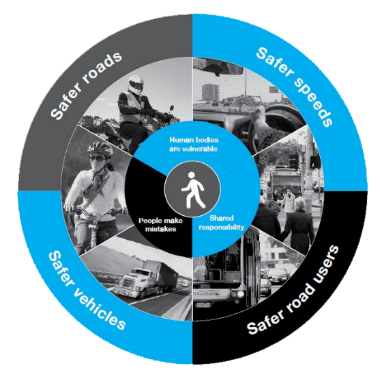 Safer roads
Safer speeds
Human bodies
are vulnerable
People make
mistakes
Shared
responsibility
Safer vehicles
Safer road users